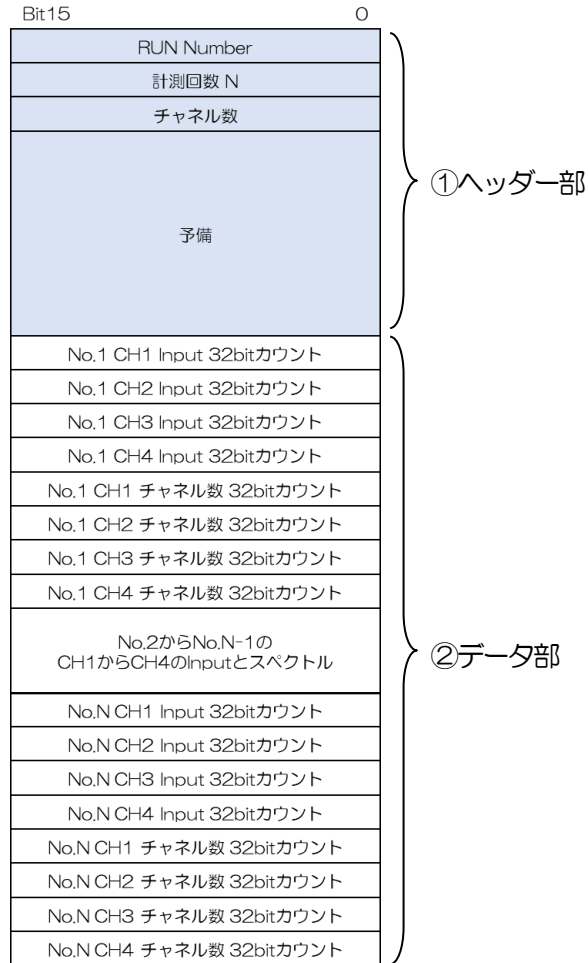 Bit15 0
RUN Number
計測回数 N
チャネル数
予備
①ヘッダー部
No.1 CH1 Input 32bitカウント
No.1 CH2 Input 32bitカウント
No.1 CH3 Input 32bitカウント
No.1 CH4 Input 32bitカウント
No.1 CH1 チャネル数 32bitカウント
No.1 CH2 チャネル数 32bitカウント
No.1 CH3 チャネル数 32bitカウント
No.1 CH4 チャネル数 32bitカウント
No.2からNo.N-1の
CH1からCH4のInputとスペクトル
②データ部
No.N CH1 Input 32bitカウント
No.N CH2 Input 32bitカウント
No.N CH3 Input 32bitカウント
No.N CH4 Input 32bitカウント
No.N CH1 チャネル数 32bitカウント
No.N CH2 チャネル数 32bitカウント
No.N CH3 チャネル数 32bitカウント
No.N CH4 チャネル数 32bitカウント